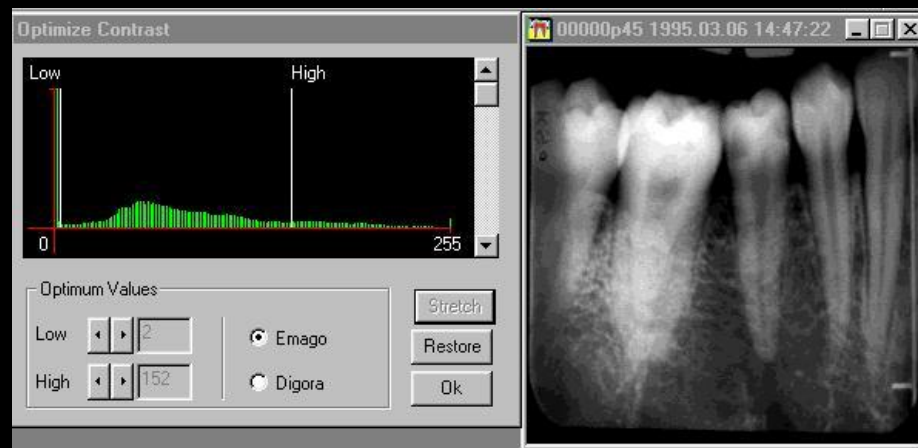 Optimize Contrast
Low High
0 255
Optimum Values
Low 2
High 152
Emago
Digora
Stretch
Restore
Ok
00000p45 1995.03.06 14:47:22